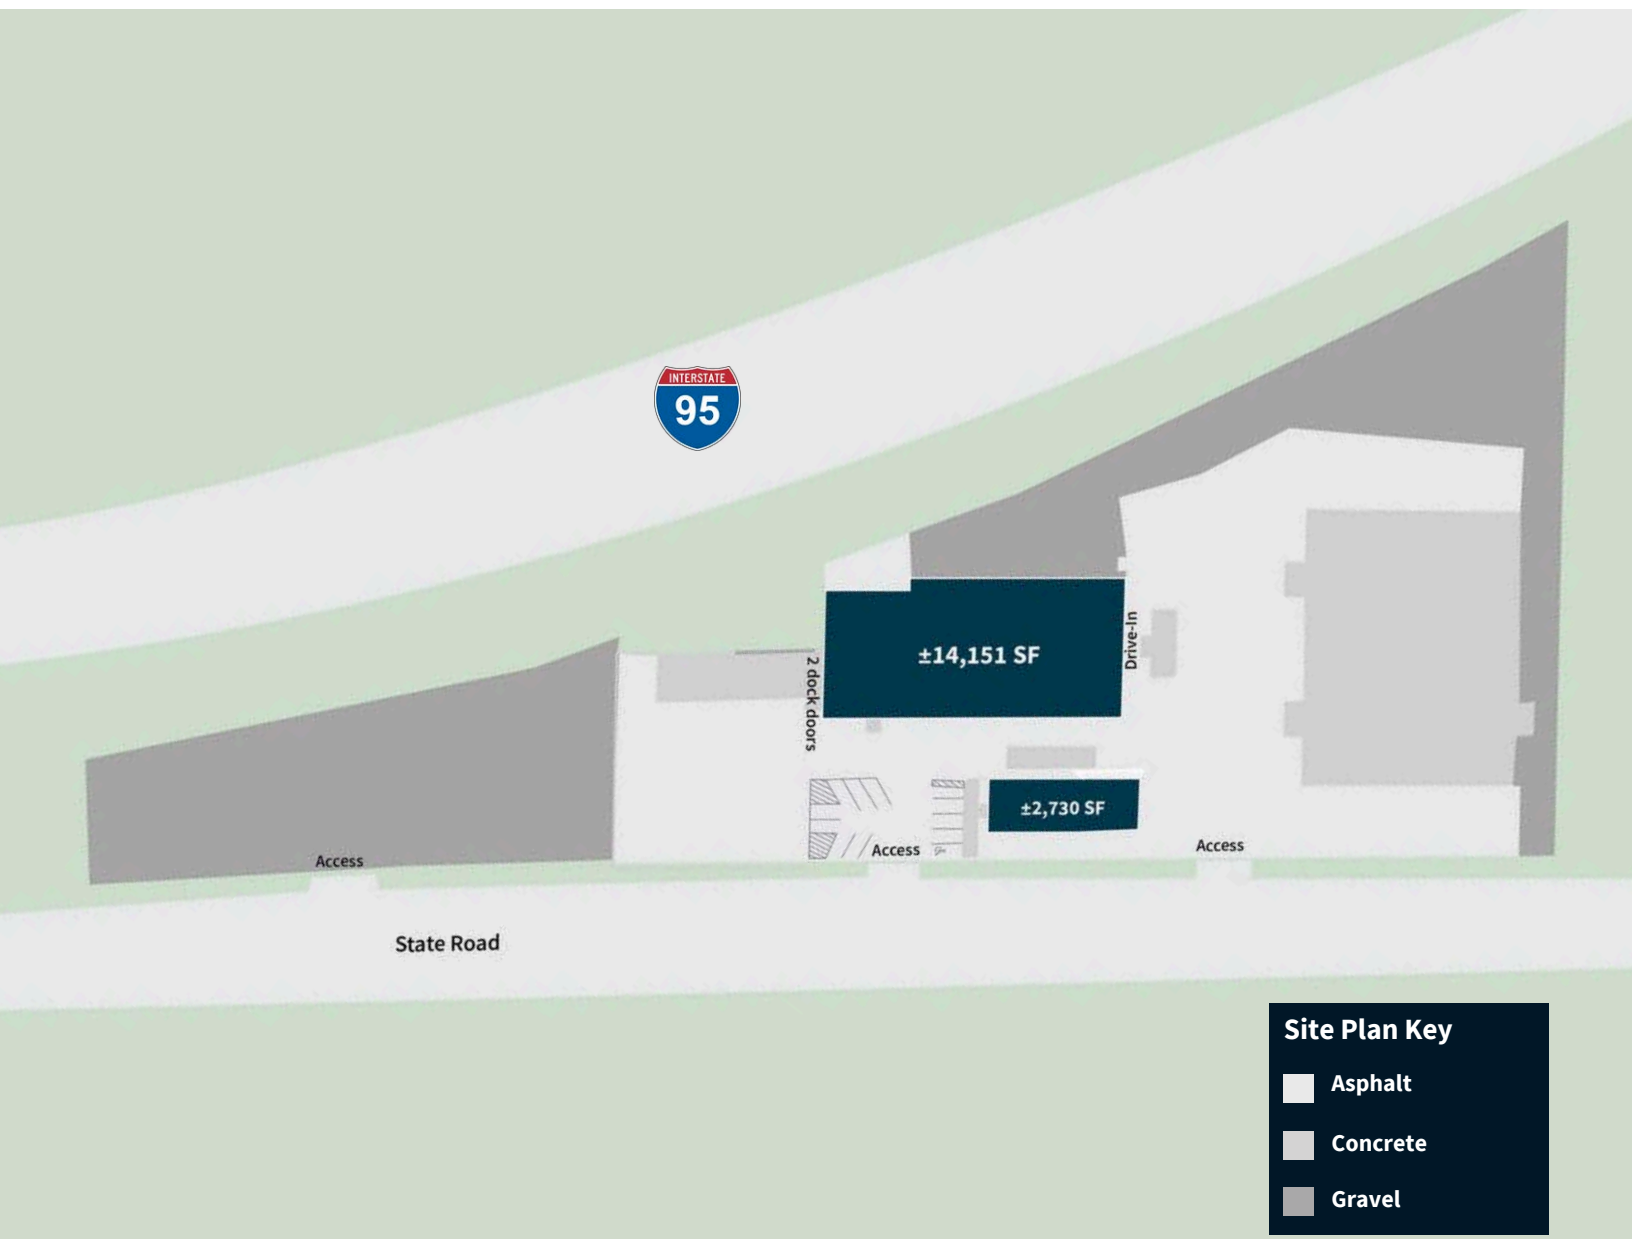 INTERSTATE
95
±14,151 SF
Drive-In
2 dock doors
±2,730 SF
Access
Access
Access
State Road
Site Plan Key
Asphalt
Concrete
Gravel